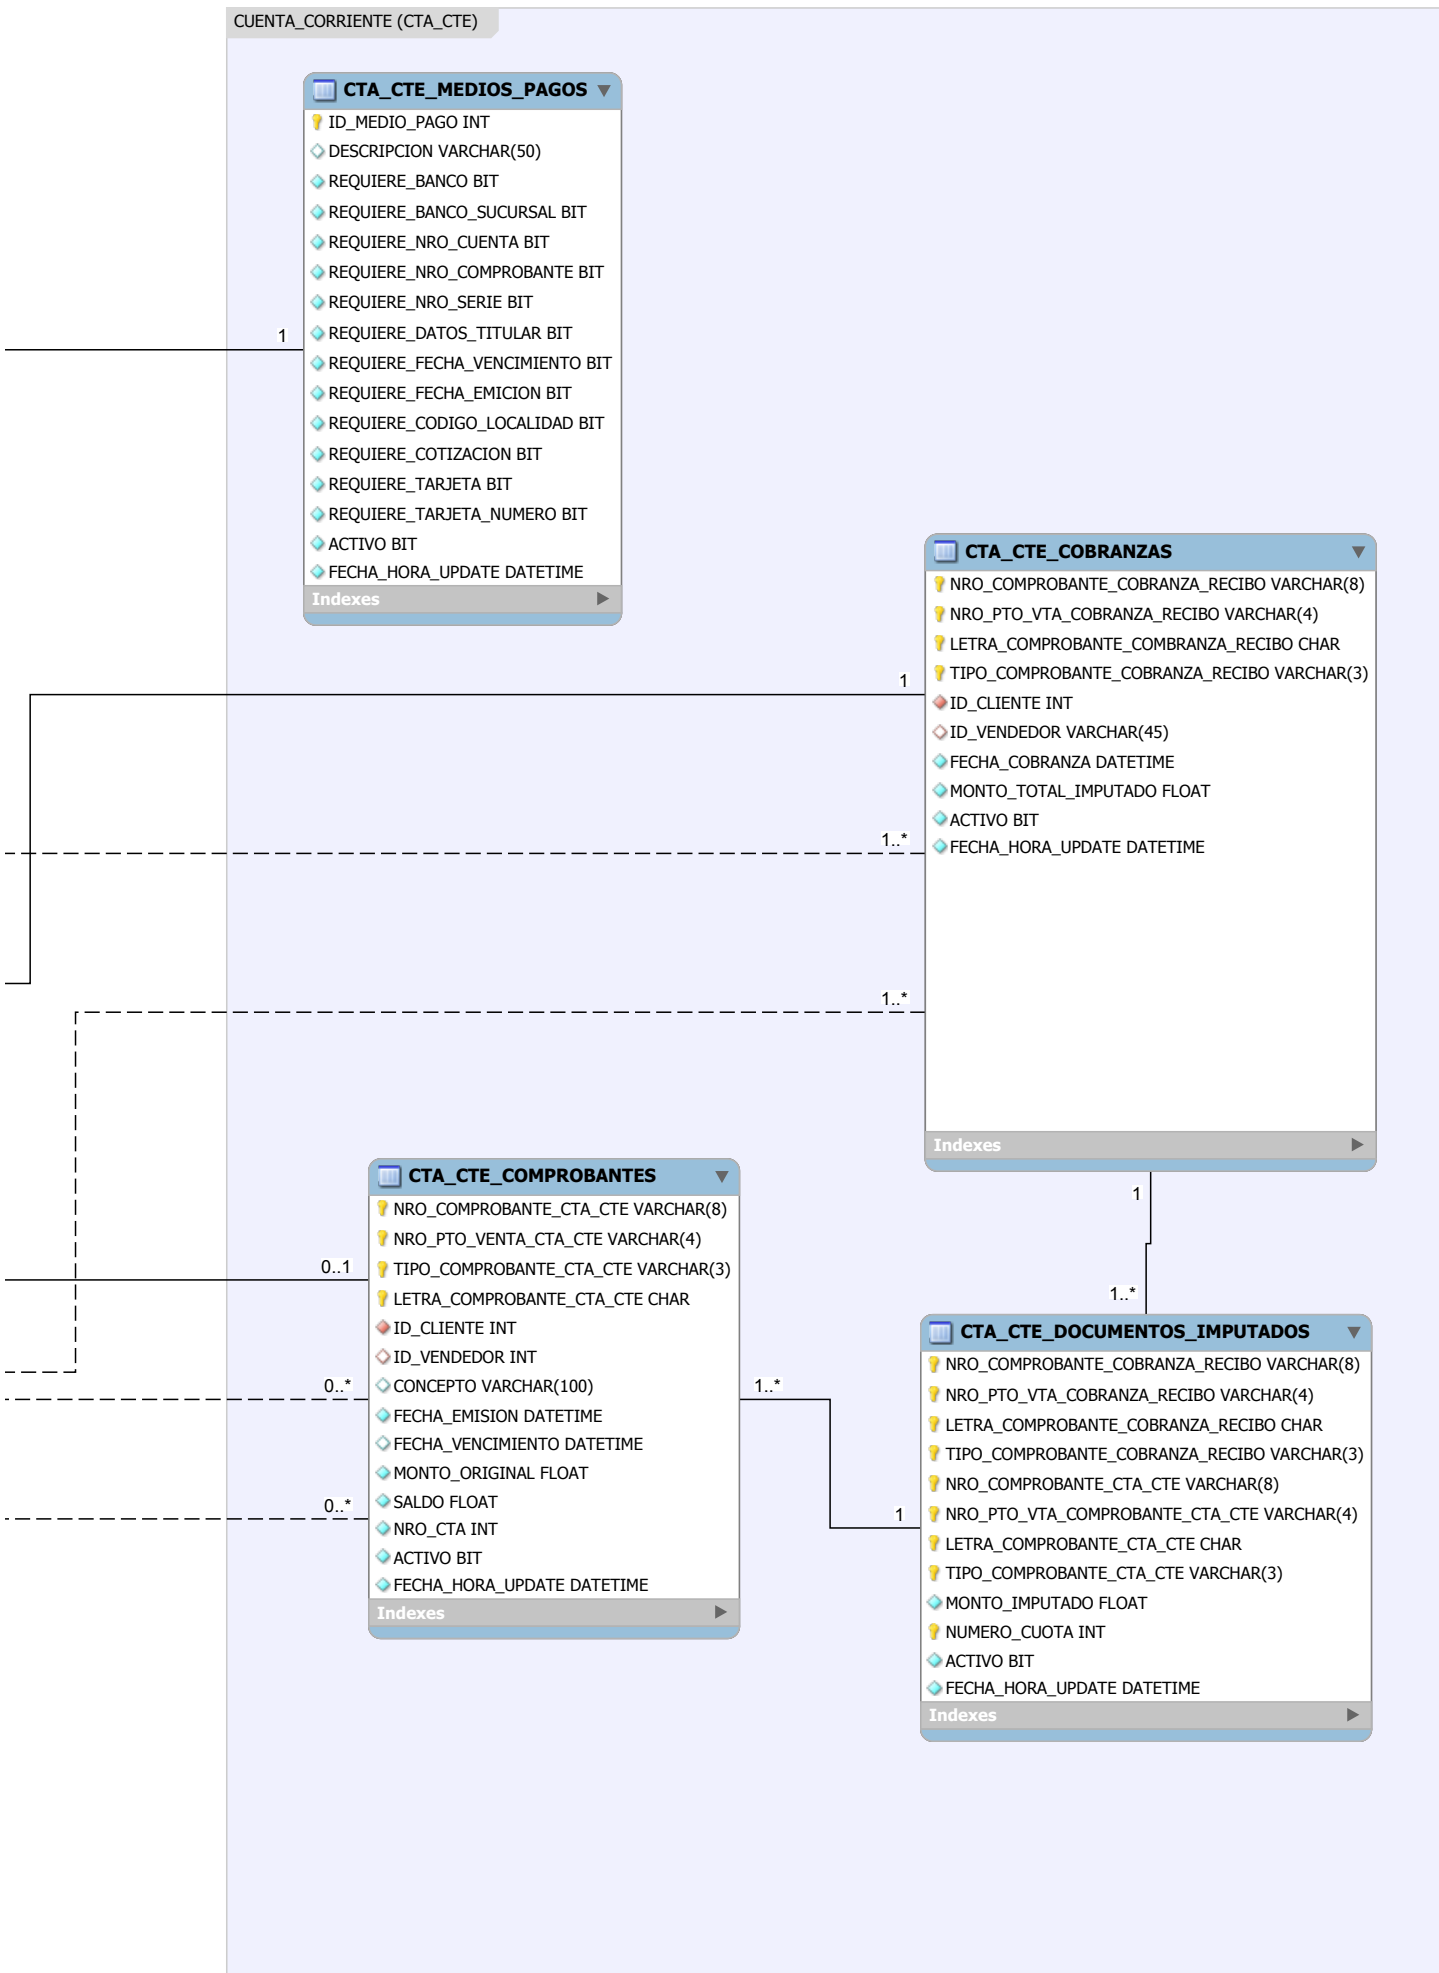 CUENTA_CORRIENTE (CTA_CTE)
CTA_CTE_MEDIOS_PAGOS
ID_MEDIO_PAGO INT
DESCRIPCION VARCHAR(50)
REQUIERE_BANCO BIT
REQUIERE_BANCO_SUCURSAL BIT
REQUIERE_NRO_CUENTA BIT
REQUIERE_NRO_COMPROBANTE BIT
REQUIERE_NRO_SERIE BIT
REQUIERE_DATOS_TITULAR BIT
REQUIERE_FECHA_VENCIMIENTO BIT
REQUIERE_FECHA_EMICION BIT
REQUIERE_CODIGO_LOCALIDAD BIT
REQUIERE_COTIZACION BIT
REQUIERE_TARJETA BIT
REQUIERE_TARJETA_NUMERO BIT
ACTIVO BIT
FECHA_HORA_UPDATE DATETIME
Indexes
1
CTA_CTE_COBRANZAS
NRO_COMPROBANTE_COBRANZA_RECIBO VARCHAR(8)
NRO_PTO_VTA_COBRANZA_RECIBO VARCHAR(4)
LETRA_COMPROBANTE_COMBRANZA_RECIBO CHAR
TIPO_COMPROBANTE_COBRANZA_RECIBO VARCHAR(3)
ID_CLIENTE INT
ID_VENDEDOR VARCHAR(45)
FECHA_COBRANZA DATETIME
MONTO_TOTAL_IMPUTADO FLOAT
ACTIVO BIT
FECHA_HORA_UPDATE DATETIME
Indexes
1
1..*
1..*
1
CTA_CTE_COMPROBANTES
NRO_COMPROBANTE_CTA_CTE VARCHAR(8)
NRO_PTO_VENTA_CTA_CTE VARCHAR(4)
TIPO_COMPROBANTE_CTA_CTE VARCHAR(3)
LETRA_COMPROBANTE_CTA_CTE CHAR
ID_CLIENTE INT
ID_VENDEDOR INT
CONCEPTO VARCHAR(100)
FECHA_EMISION DATETIME
FECHA_VENCIMIENTO DATETIME
MONTO_ORIGINAL FLOAT
SALDO FLOAT
NRO_CTA INT
ACTIVO BIT
FECHA_HORA_UPDATE DATETIME
Indexes
0..1
0..*
0..*
1..*
1
1..*
CTA_CTE_DOCUMENTOS_IMPUTADOS
NRO_COMPROBANTE_COBRANZA_RECIBO VARCHAR(8)
NRO_PTO_VTA_COBRANZA_RECIBO VARCHAR(4)
LETRA_COMPROBANTE_COBRANZA_RECIBO CHAR
TIPO_COMPROBANTE_COBRANZA_RECIBO VARCHAR(3)
NRO_COMPROBANTE_CTA_CTE VARCHAR(8)
NRO_PTO_VTA_COMPROBANTE_CTA_CTE VARCHAR(4)
LETRA_COMPROBANTE_CTA_CTE CHAR
TIPO_COMPROBANTE_CTA_CTE VARCHAR(3)
MONTO_IMPUTADO FLOAT
NUMERO_CUOTA INT
ACTIVO BIT
FECHA_HORA_UPDATE DATETIME
Indexes